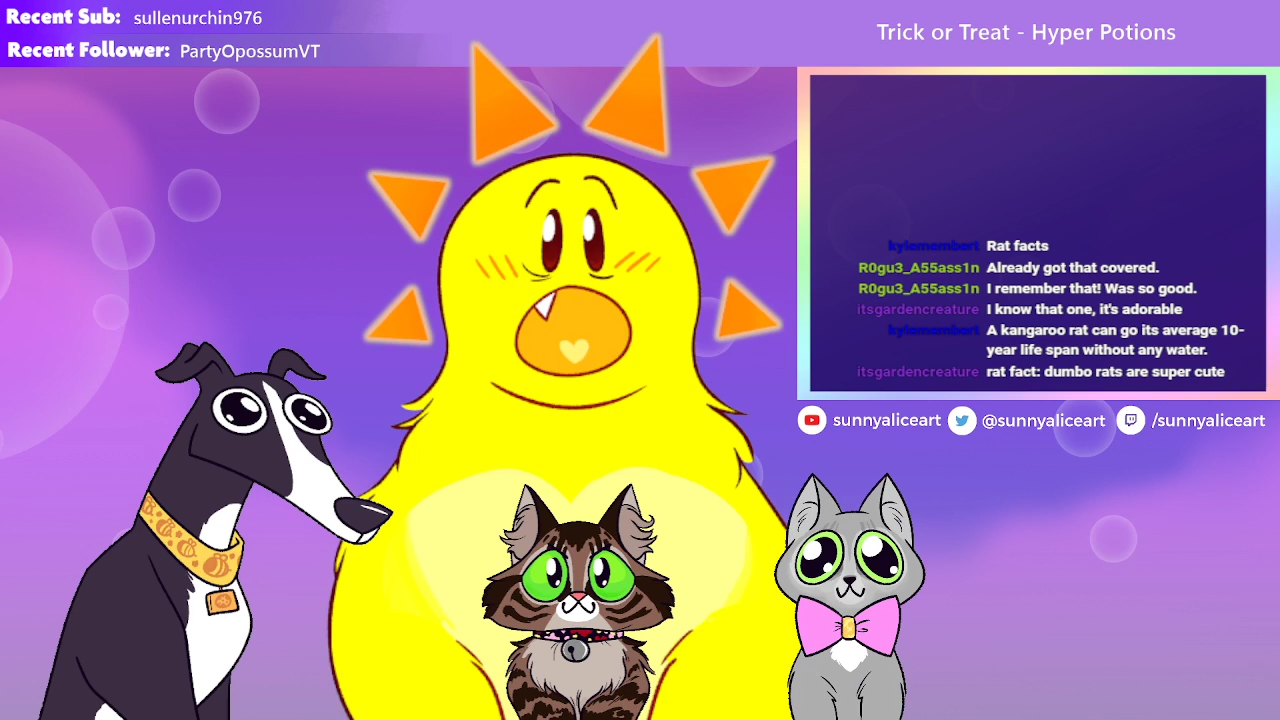 Recent Sub: sullenurchin976
Recent Follower: PartyOpossumVT
Trick or Treat - Hyper Potions
kylemembert Rat facts
R0gu3_A55ass1n Already got that covered.
R0gu3_A55ass1n I remember that! Was so good.
itsgardencreature I know that one, it's adorable
kylemembert A kangaroo rat can go its average 10-
year life span without any water.
itsgardencreature rat fact: dumbo rats are super cute
sunnyaliceart @sunnyaliceart /sunnyaliceart